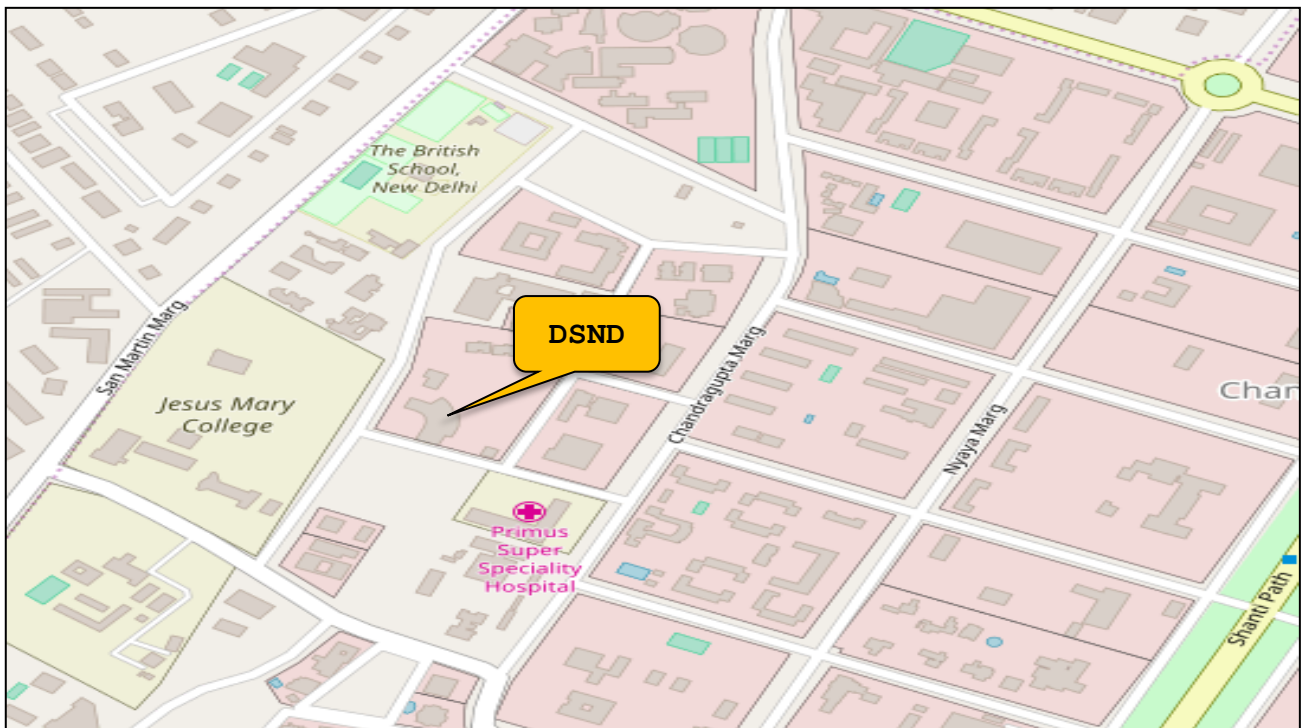 The British
School,
New Delhi
San Martin Marg
DSND
Chandragupta Marg
Jesus Mary
College
Chan
Nyaya Marg
Primus
Super
Speciality
Hospital
Shanti Path